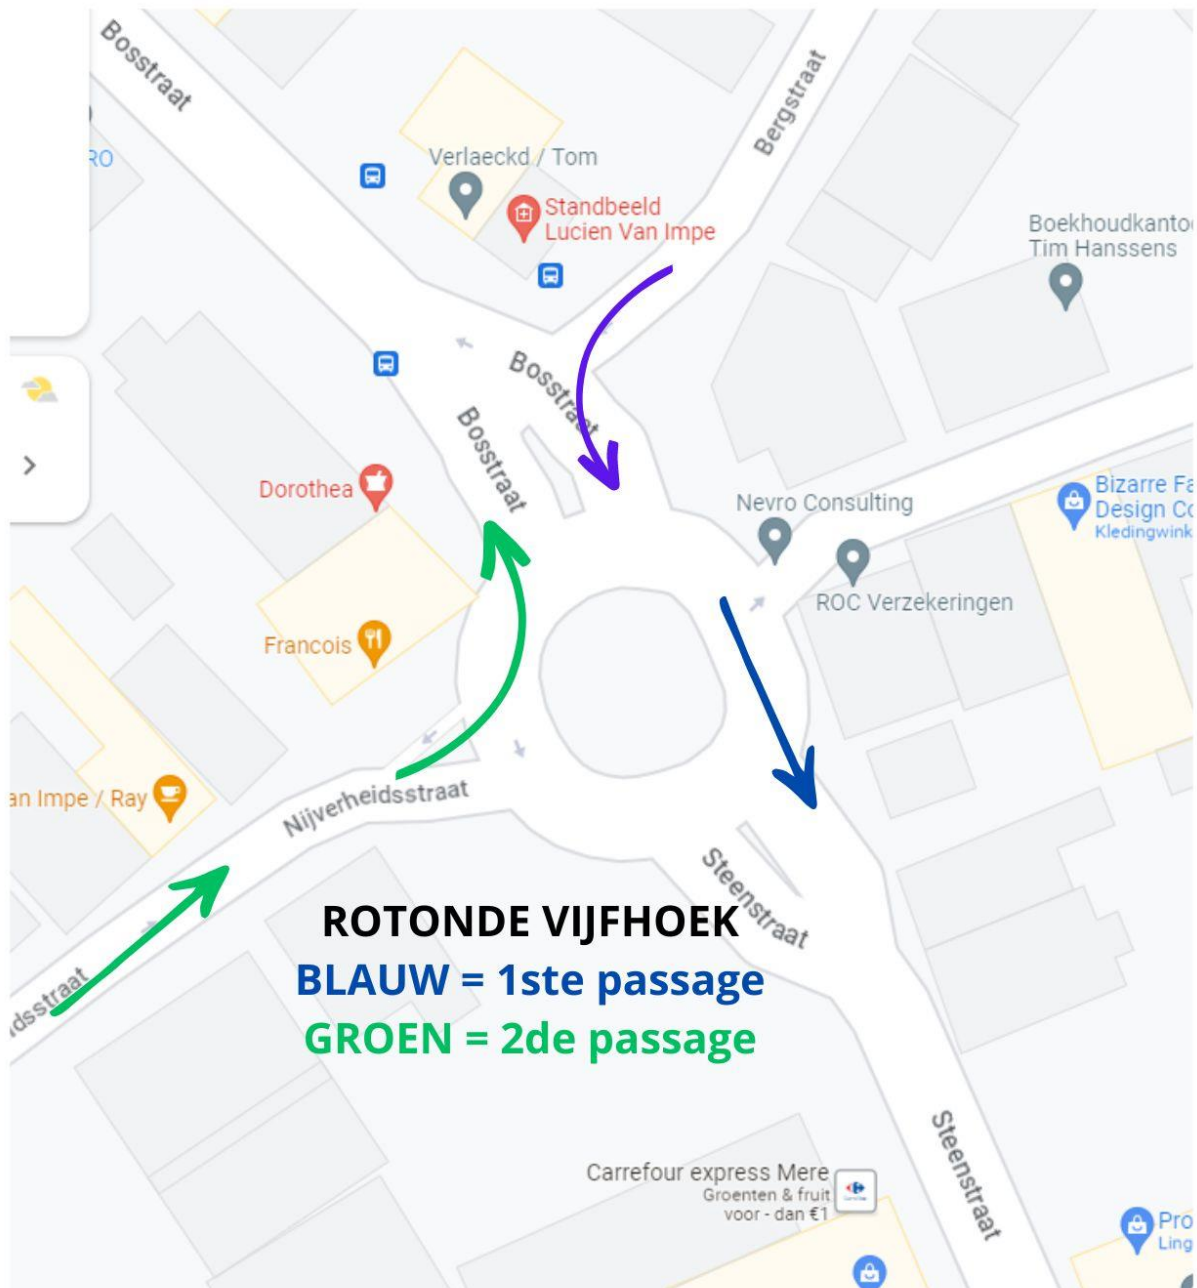 Bosstraat
Bergstraat
RO
Verlaeckd / Tom
Standbeeld
Lucien Van Impe
Boekhoudkanto
Tim Hanssens
Bosstraat
Bosstraat
Dorothea
Nevro Consulting
Bizarre Fa
Design Co
Kledingwink
ROC Verzekeringen
Francois
an Impe / Ray
Nijverheidsstraat
Steenstraat
ROTONDE VIJFHOEK
BLAUW = 1ste passage
GROEN = 2de passage
idsstraat
Carrefour express Mere
Groenten & fruit
voor - dan €1
Steenstraat
Pro
Ling